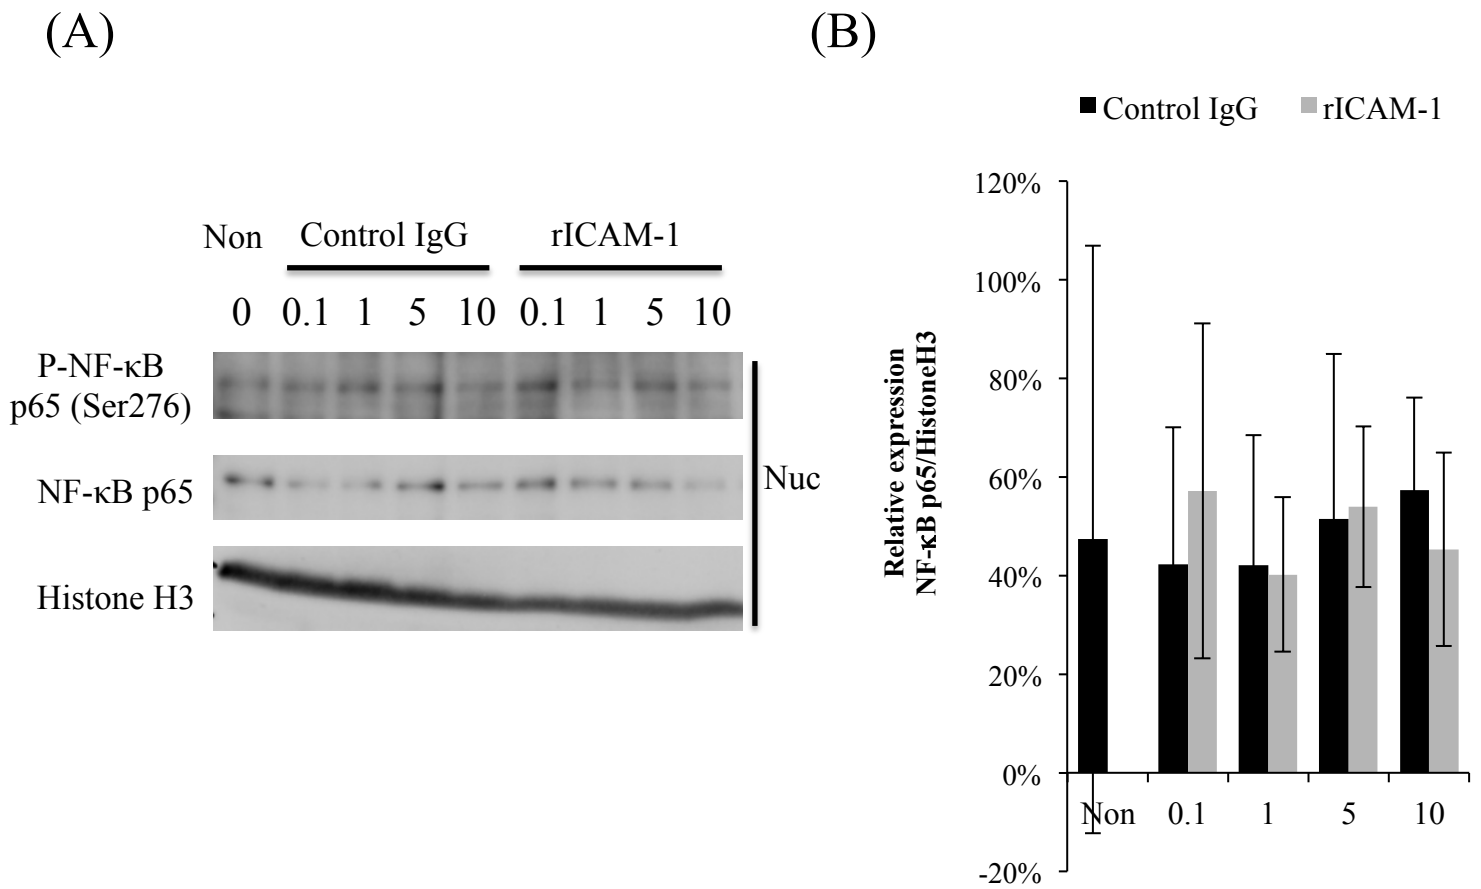 (A)
Non Control IgG rICAM-1
0 0.1 1 5 10 0.1 1 5 10
P-NF-κB
p65 (Ser276)
NF-κB p65
Histone H3
Nuc
(B)
Control IgG rICAM-1
Relative expression
NF-κB p65/HistoneH3
120%
100%
80%
60%
40%
20%
0%
-20%
Non 0.1 1 5 10